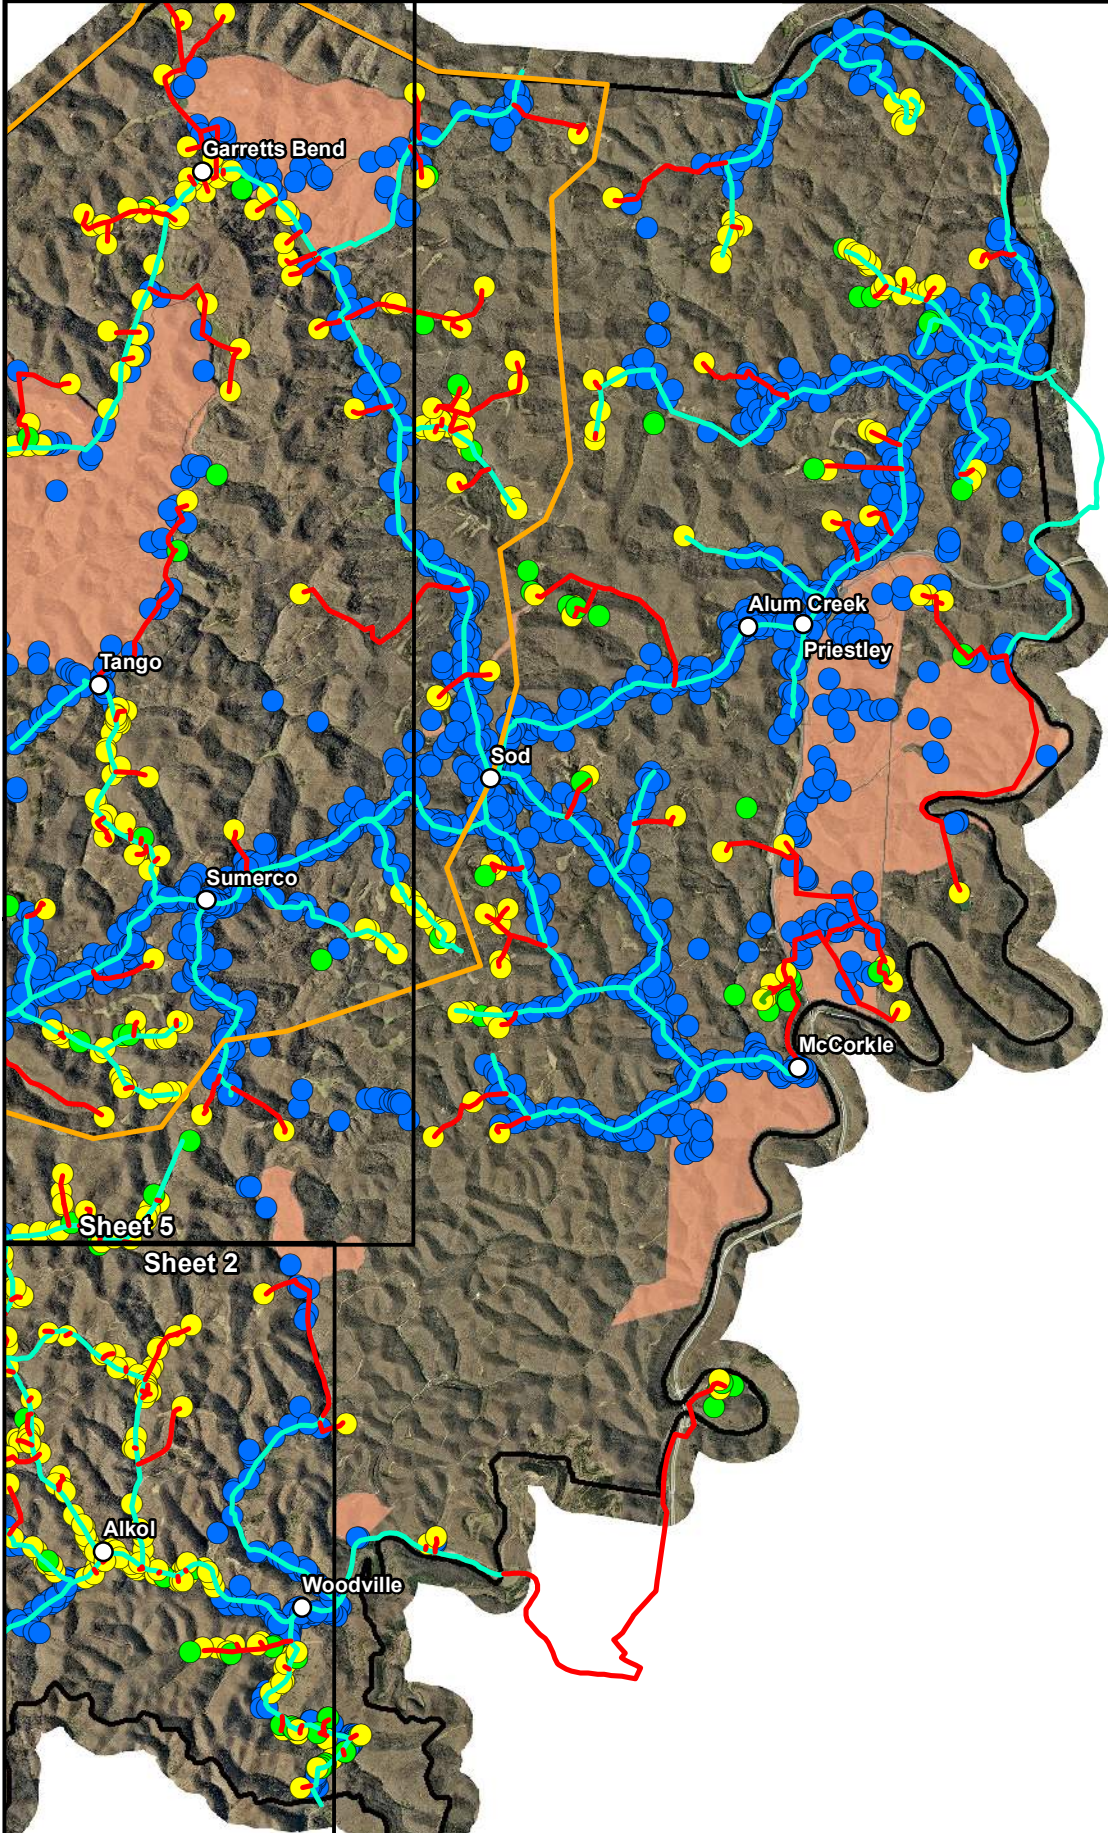 Garretts Bend
Alum Creek
Priestley
Tango
Sod
Sumerco
McCorkle
Sheet 5
Sheet 2
Alkol
Woodville